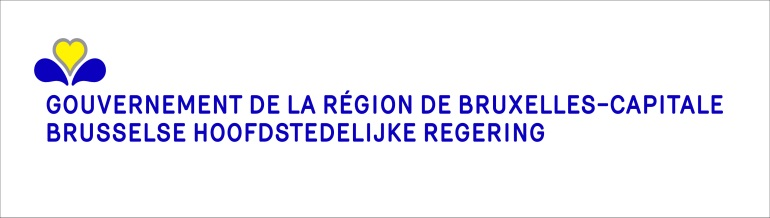 GOUVERNEMENT DE LA RÉGION DE BRUXELLES-CAPITALE
BRUSSELSE HOOFDSTEDELIJKE REGERING